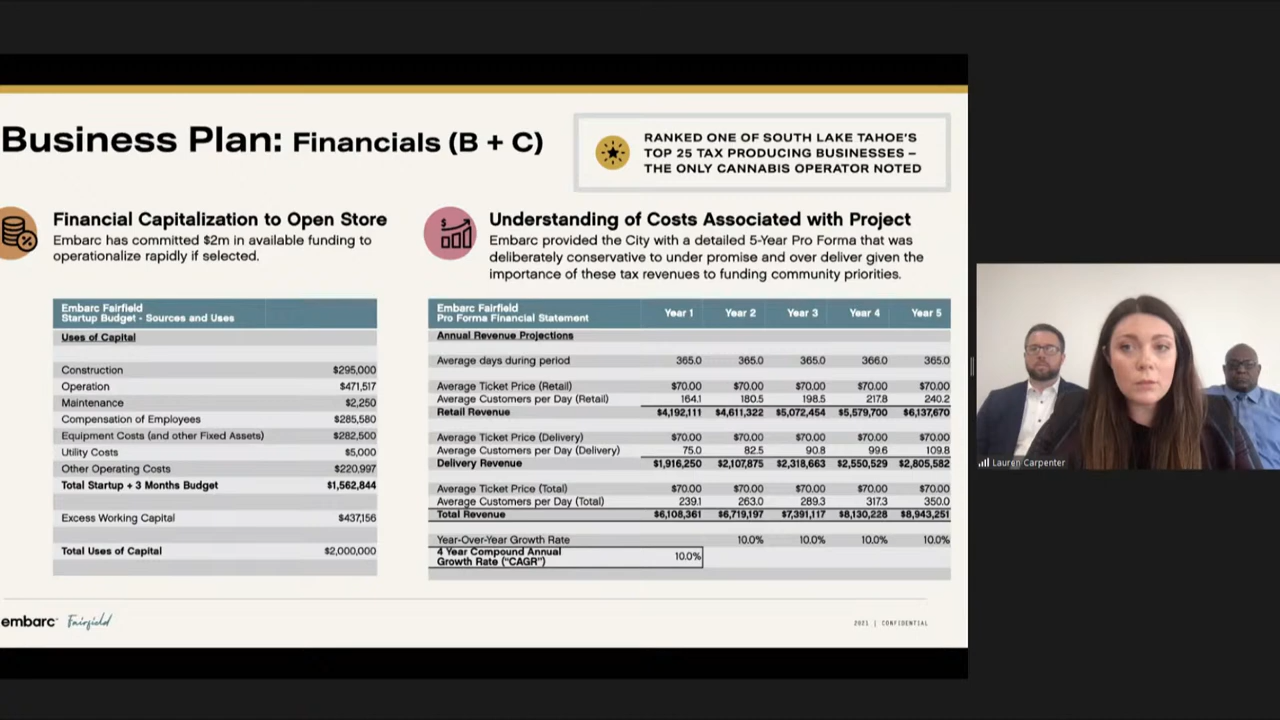 Business Plan: Financials (B + C)
RANKED ONE OF SOUTH LAKE TAHOE'S
TOP 25 TAX PRODUCING BUSINESSES –
THE ONLY CANNABIS OPERATOR NOTED
Financial Capitalization to Open Store
Embarc has committed $2m in available funding to
operationalize rapidly if selected.
Understanding of Costs Associated with Project
Embarc provided the City with a detailed 5-Year Pro Forma that was
deliberately conservative to under promise and over deliver given the
importance of these tax revenues to funding community priorities.
Embarc Fairfield
Startup Budget - Sources and Uses
Uses of Capital
Construction $295,000
Operation $471,517
Maintenance $2,250
Compensation of Employees $285,580
Equipment Costs (and other Fixed Assets) $282,500
Utility Costs $5,000
Other Operating Costs $220,997
Total Startup + 3 Months Budget $1,562,844
Excess Working Capital $437,156
Total Uses of Capital $2,000,000
Embarc Fairfield
Pro Forma Financial Statement Year 1 Year 2 Year 3 Year 4 Year 5
Annual Revenue Projections
Average days during period 365.0 365.0 365.0 366.0 365.0
Average Ticket Price (Retail) $70.00 $70.00 $70.00 $70.00 $70.00
Average Customers per Day (Retail) 164.1 180.5 198.5 217.8 240.2
Retail Revenue $4,192,111 $4,611,322 $5,072,454 $5,579,700 $6,137,670
Average Ticket Price (Delivery) $70.00 $70.00 $70.00 $70.00 $70.00
Average Customers per Day (Delivery) 75.0 82.5 90.8 99.6 109.8
Delivery Revenue $1,916,250 $2,107,875 $2,318,663 $2,550,529 $2,805,582
Average Ticket Price (Total) $70.00 $70.00 $70.00 $70.00 $70.00
Average Customers per Day (Total) 239.1 263.0 289.3 317.3 350.0
Total Revenue $6,108,361 $6,719,197 $7,391,117 $8,130,228 $8,943,251
Year-Over-Year Growth Rate 10.0% 10.0% 10.0% 10.0%
4 Year Compound Annual
Growth Rate ("CAGR") 10.0%
embarc Fairfield
2021 | CONFIDENTIAL
Lauren Carpenter